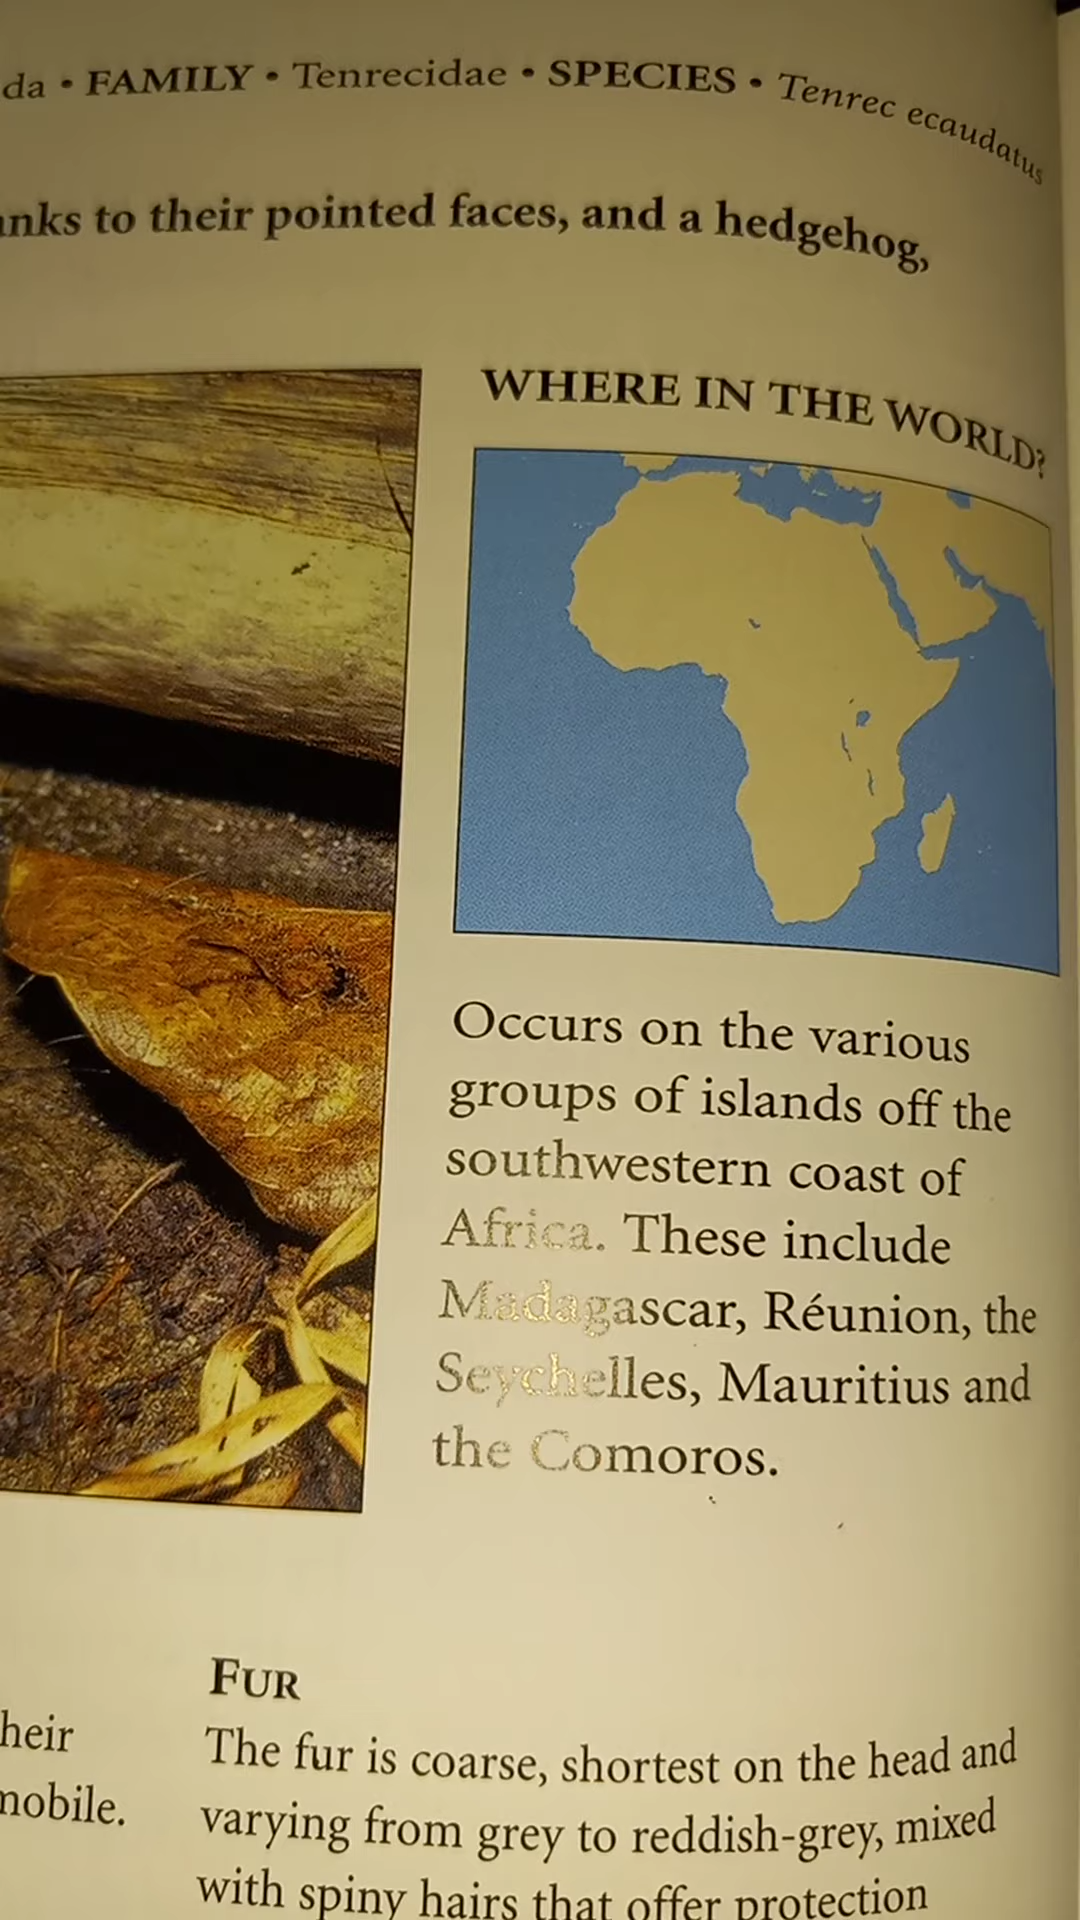 da • FAMILY • Tenrecidae • SPECIES • Tenrec ecaudatus
anks to their pointed faces, and a hedgehog,
WHERE IN THE WORLD?
Occurs on the various
groups of islands off the
southwestern coast of
Africa. These include
Madagascar, Réunion, the
Seychelles, Mauritius and
the Comoros.
FUR
heir
The fur is coarse, shortest on the head and
mobile.
varying from grey to reddish-grey, mixed
with spiny hairs that offer protection